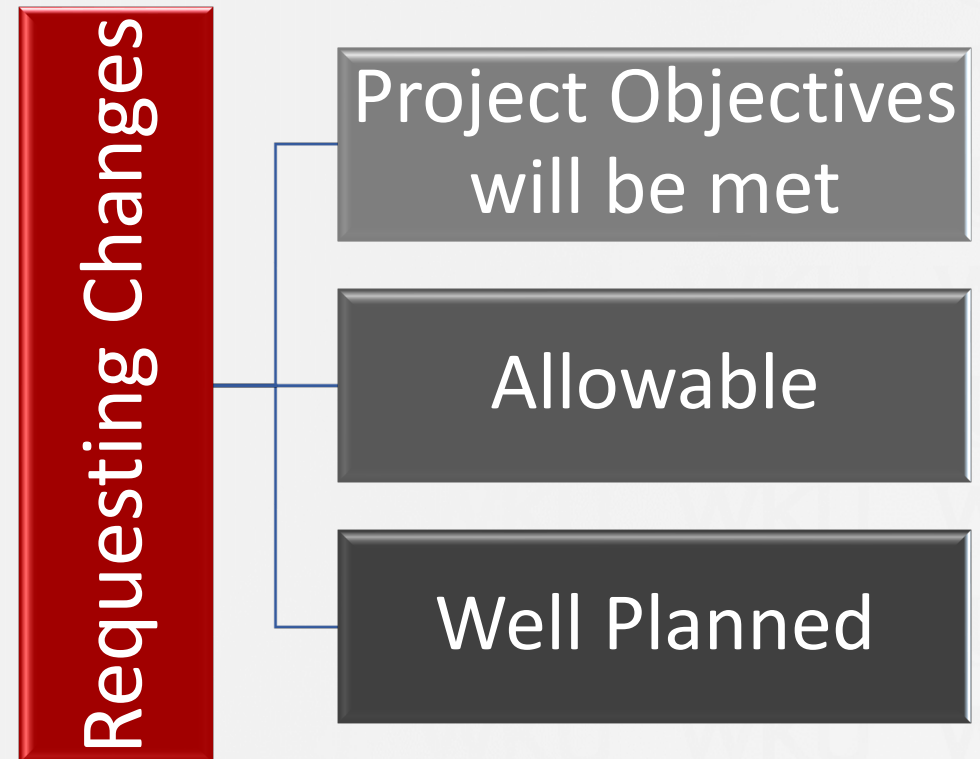 Requesting Changes
Project Objectives
will be met
Allowable
Well Planned